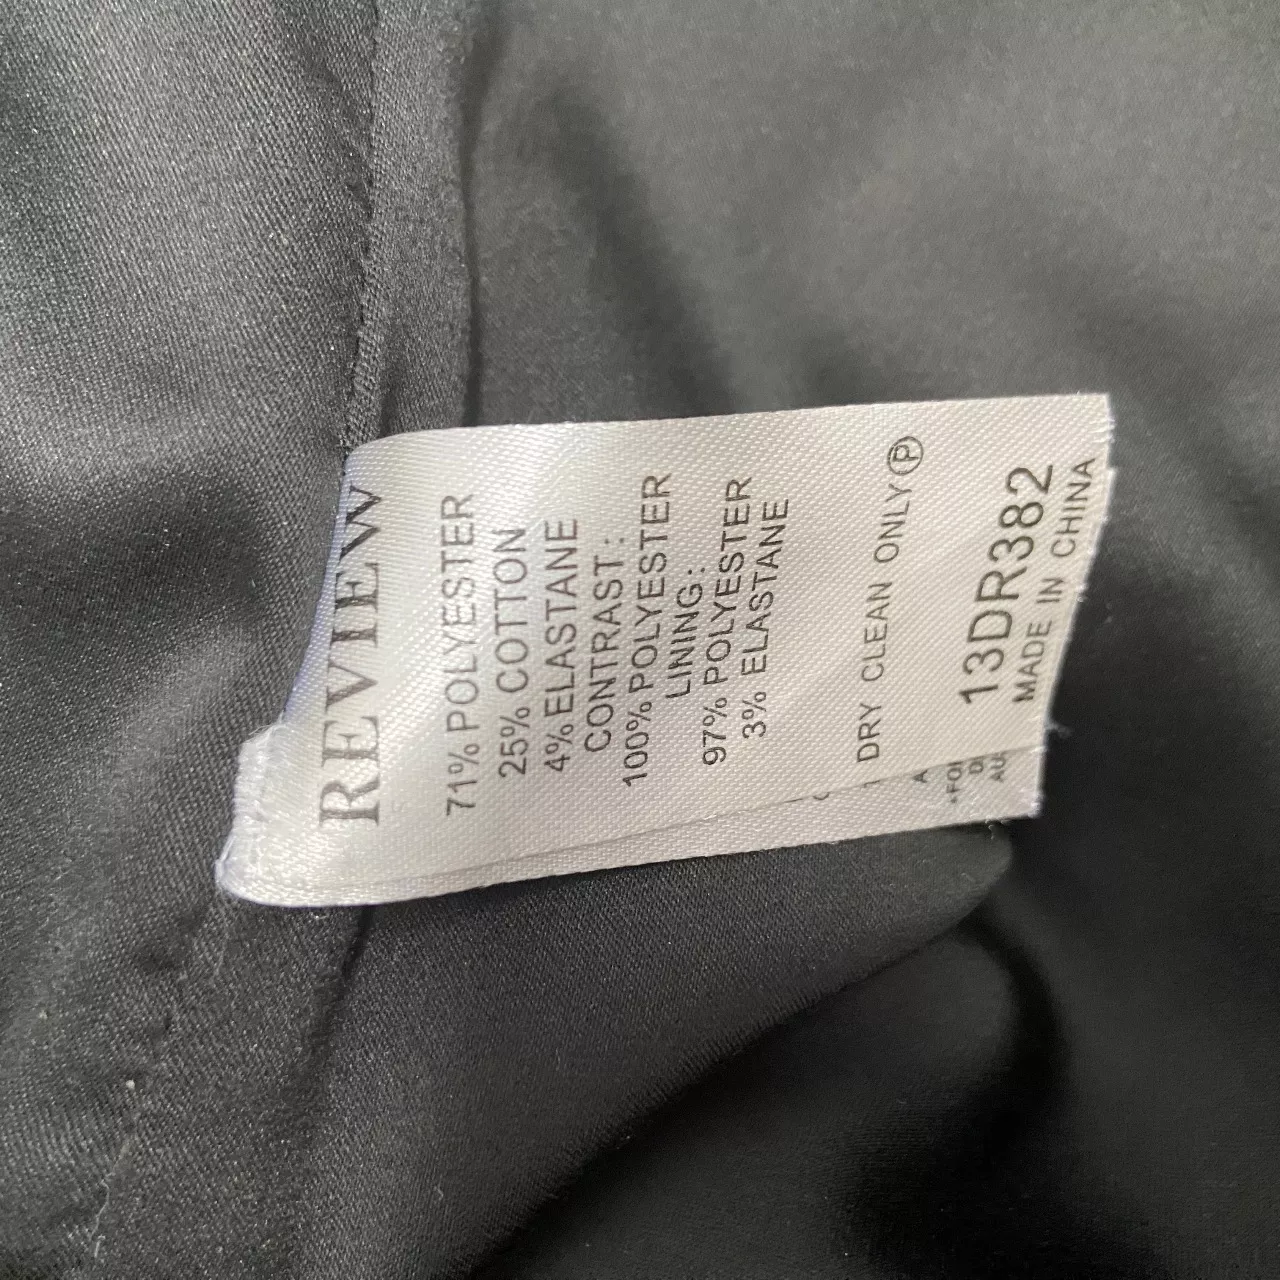 REVIEW
71% POLYESTER
25% COTTON
4% ELASTANE
CONTRAST:
100% POLYESTER
LINING:
97% POLYESTER
3% ELASTANE
DRY CLEAN ONLY Ⓟ
13DR382
MADE IN CHINA